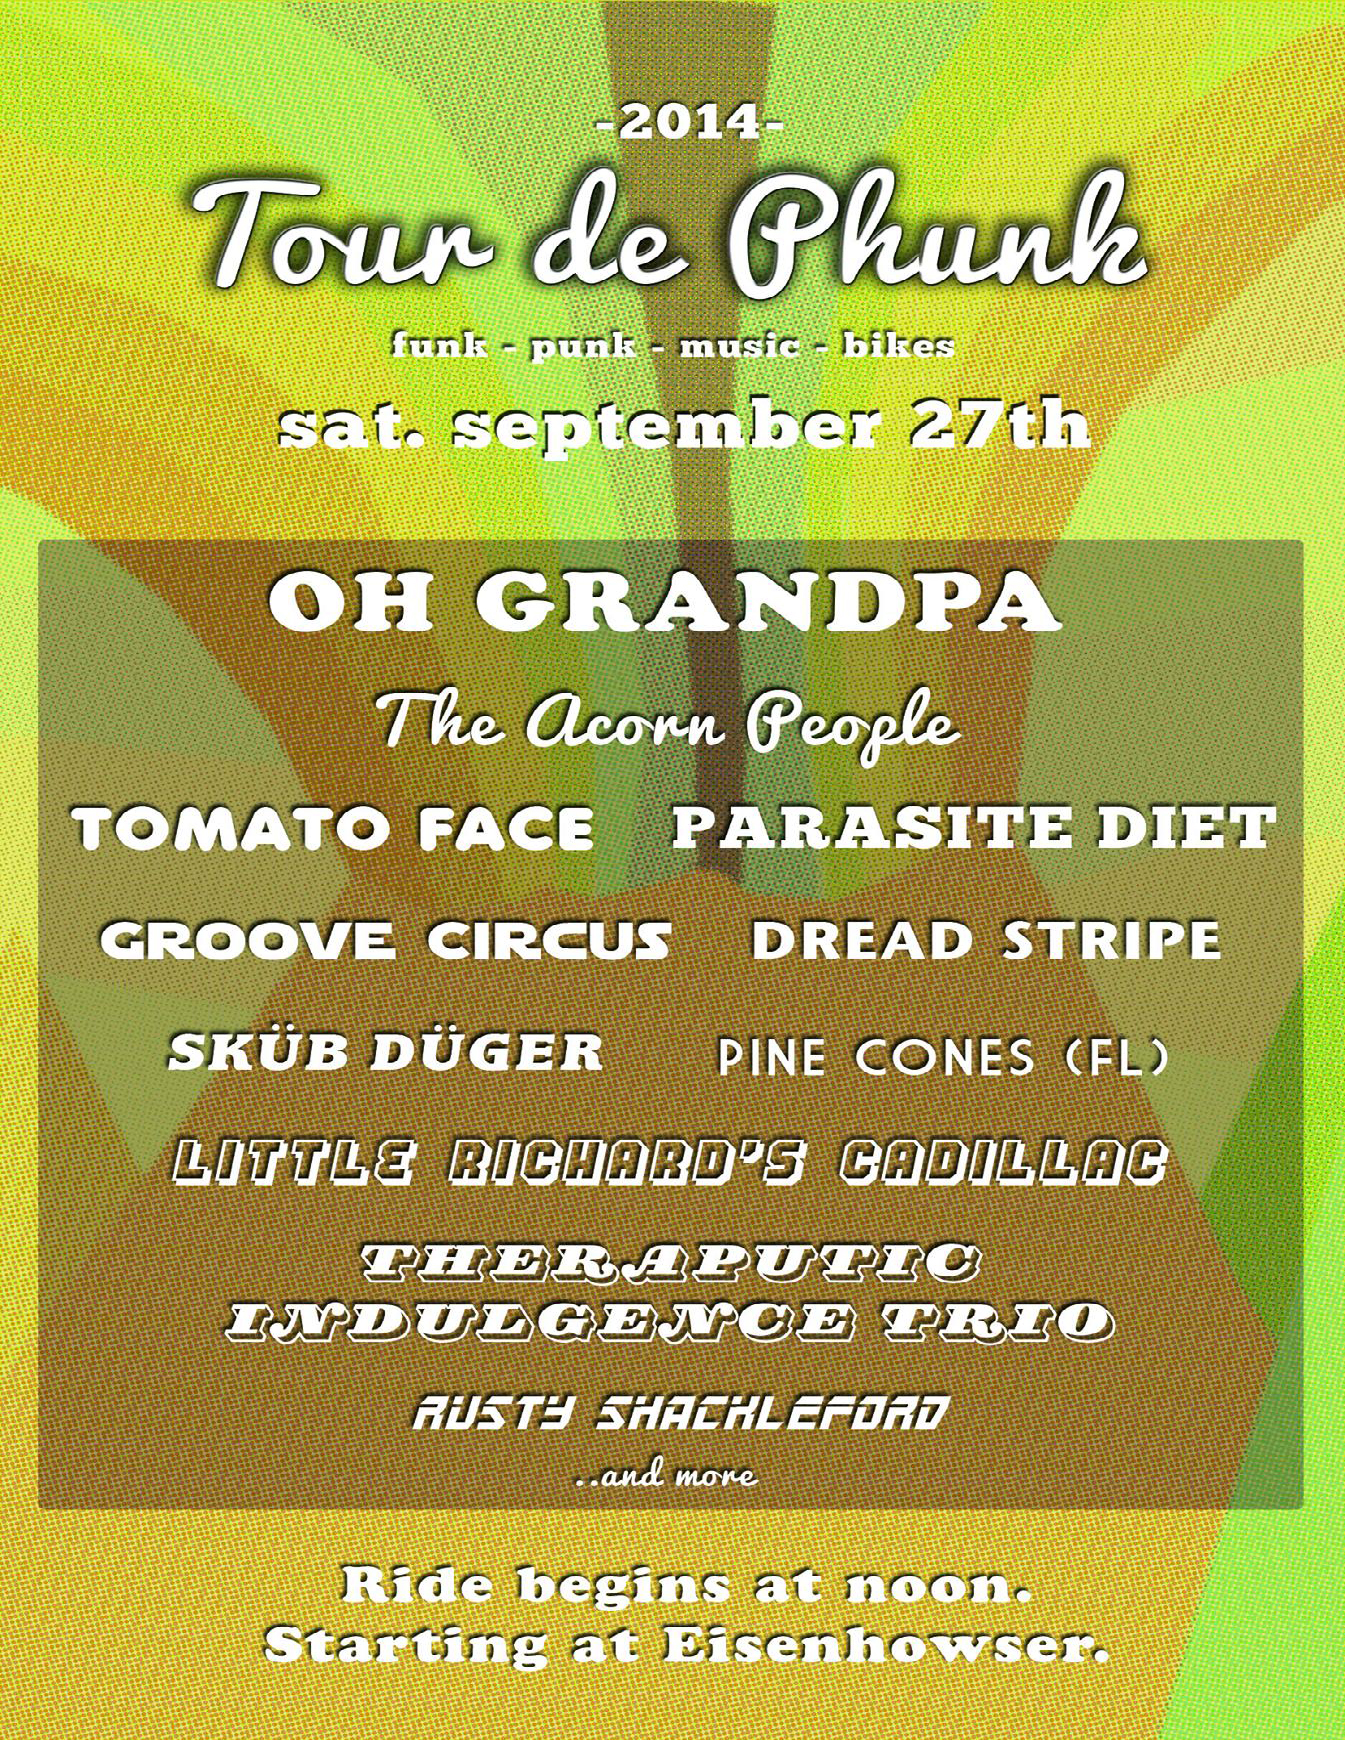 -2014-
Tour de Phunk
funk - punk - music - bikes
sat. september 27th
OH GRANDPA
The Acorn People
TOMATO FACE PARASITE DIET
GROOVE CIRCUS DREAD STRIPE
SKÜB DÜGER PINE CONES (FL)
LITTLE RICHARD'S CADILLAC
THERAPUTIC
INDULGENCE TRIO
RUSTY SHACKLEFORD
..and more
Ride begins at noon.
Starting at Eisenhowser.